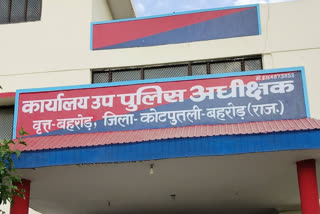 कार्यालय उप पुलिस अधीक्षक
वृत्त-बहरोड़, जिला-कोटपुतली-बहरोड़(राज.)